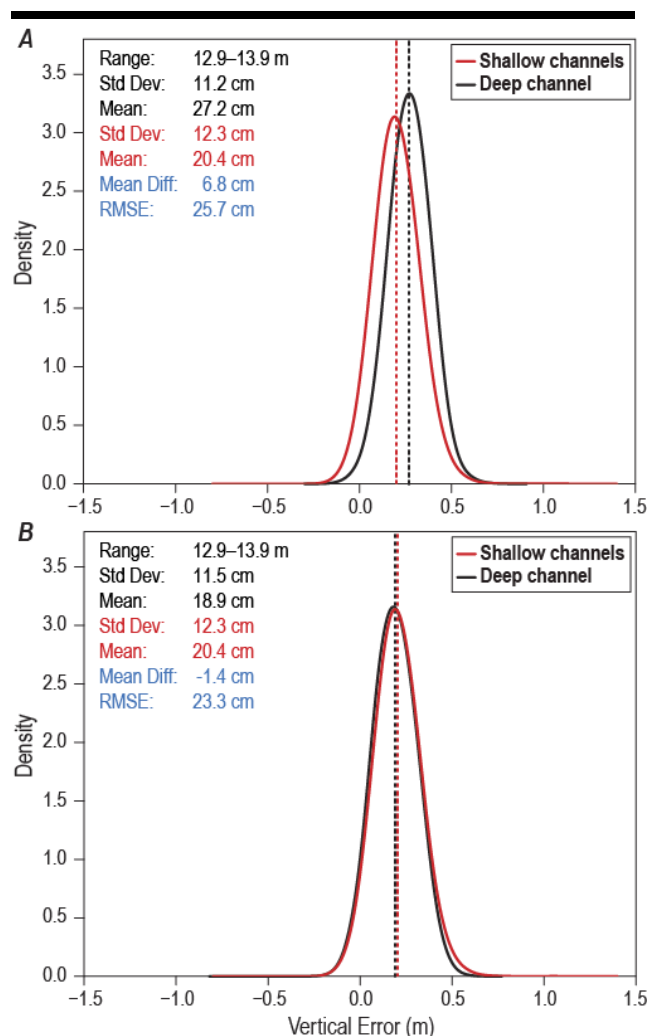 A
Range: 12.9–13.9 m
Std Dev: 11.2 cm
Mean: 27.2 cm
Std Dev: 12.3 cm
Mean: 20.4 cm
Mean Diff: 6.8 cm
RMSE: 25.7 cm
Shallow channels
Deep channel
3.5
3.0
2.5
2.0
1.5
1.0
0.5
0.0
Density
−1.5 −1.0 −0.5 0.0 0.5 1.0 1.5
B
Range: 12.9–13.9 m
Std Dev: 11.5 cm
Mean: 18.9 cm
Std Dev: 12.3 cm
Mean: 20.4 cm
Mean Diff: -1.4 cm
RMSE: 23.3 cm
Shallow channels
Deep channel
3.5
3.0
2.5
2.0
1.5
1.0
0.5
0.0
Density
−1.5 −1.0 −0.5 0.0 0.5 1.0 1.5
Vertical Error (m)